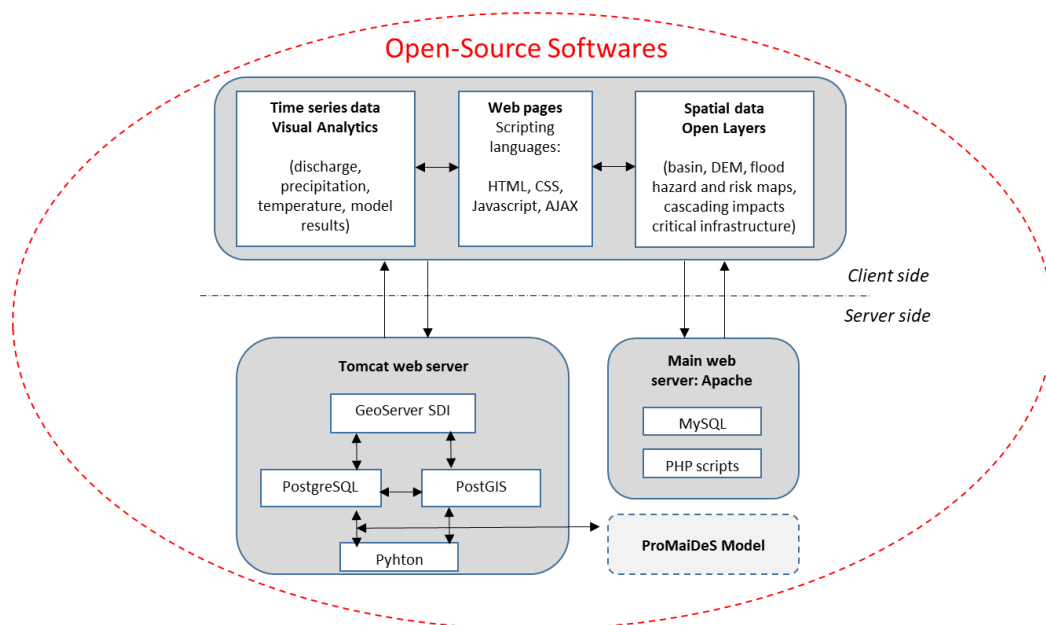 Open-Source Softwares
Time series data
Visual Analytics
(discharge,
precipitation,
temperature, model
results)
Web pages
Scripting
languages:
HTML, CSS,
Javascript, AJAX
Spatial data
Open Layers
(basin, DEM, flood
hazard and risk maps,
cascading impacts
critical infrastructure)
Client side
Server side
Tomcat web server
GeoServer SDI
PostgreSQL
PostGIS
Pyhton
Main web
server: Apache
MySQL
PHP scripts
ProMaiDeS Model